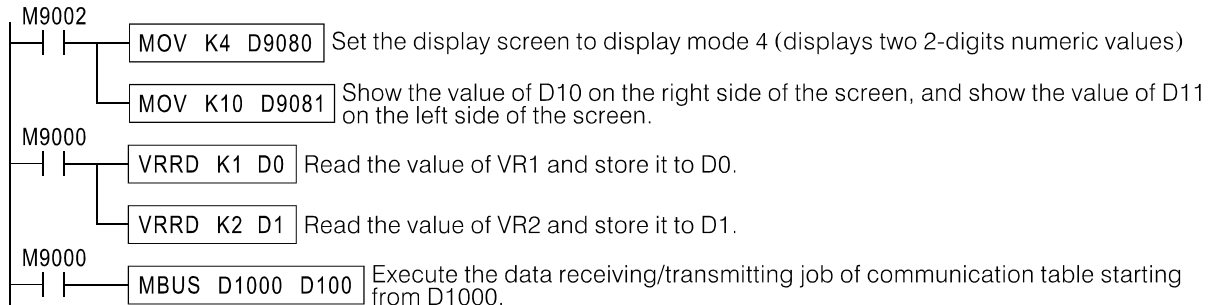 M9002
MOV K4 D9080 Set the display screen to display mode 4 (displays two 2-digits numeric values)
MOV K10 D9081 Show the value of D10 on the right side of the screen, and show the value of D11
on the left side of the screen.
M9000
VRRD K1 D0 Read the value of VR1 and store it to D0.
VRRD K2 D1 Read the value of VR2 and store it to D1.
M9000
MBUS D1000 D100 Execute the data receiving/transmitting job of communication table starting
from D1000.